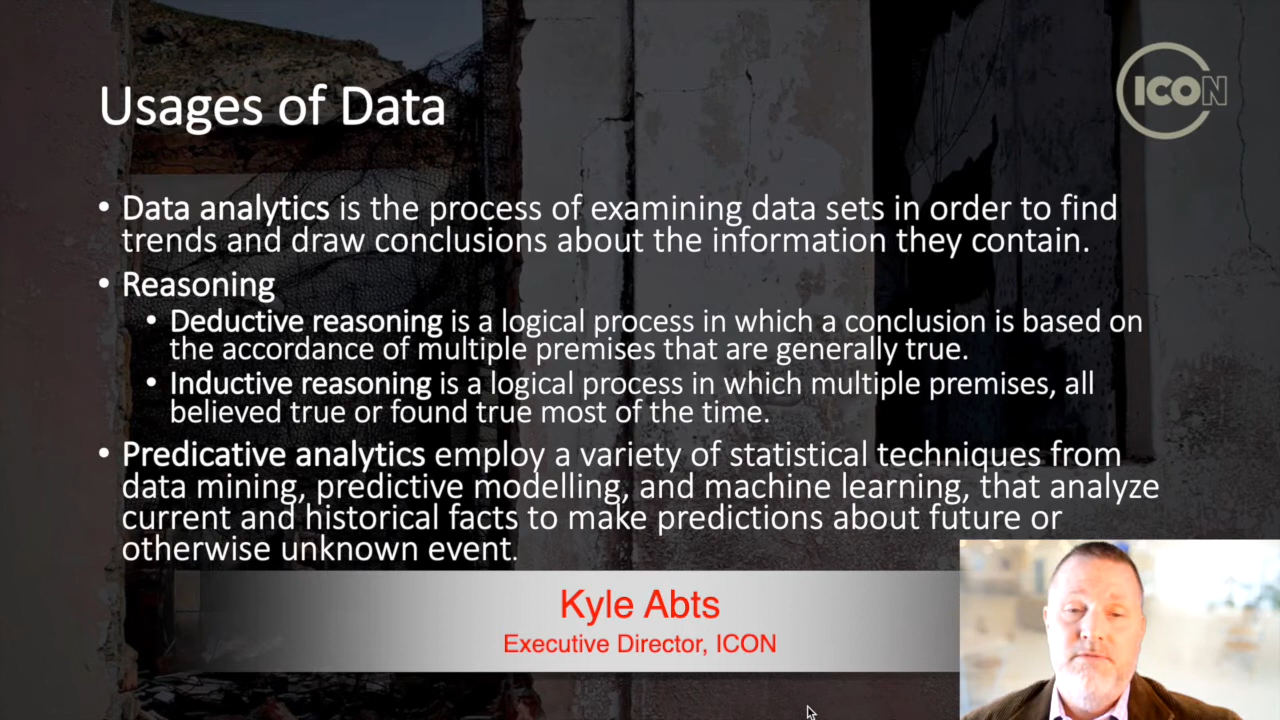 ICON
Usages of Data
• Data analytics is the process of examining data sets in order to find
trends and draw conclusions about the information they contain.
• Reasoning
• Deductive reasoning is a logical process in which a conclusion is based on
the accordance of multiple premises that are generally true.
• Inductive reasoning is a logical process in which multiple premises, all
believed true or found true most of the time.
• Predicative analytics employ a variety of statistical techniques from
data mining, predictive modelling, and machine learning, that analyze
current and historical facts to make predictions about future or
otherwise unknown event.
Kyle Abts
Executive Director, ICON